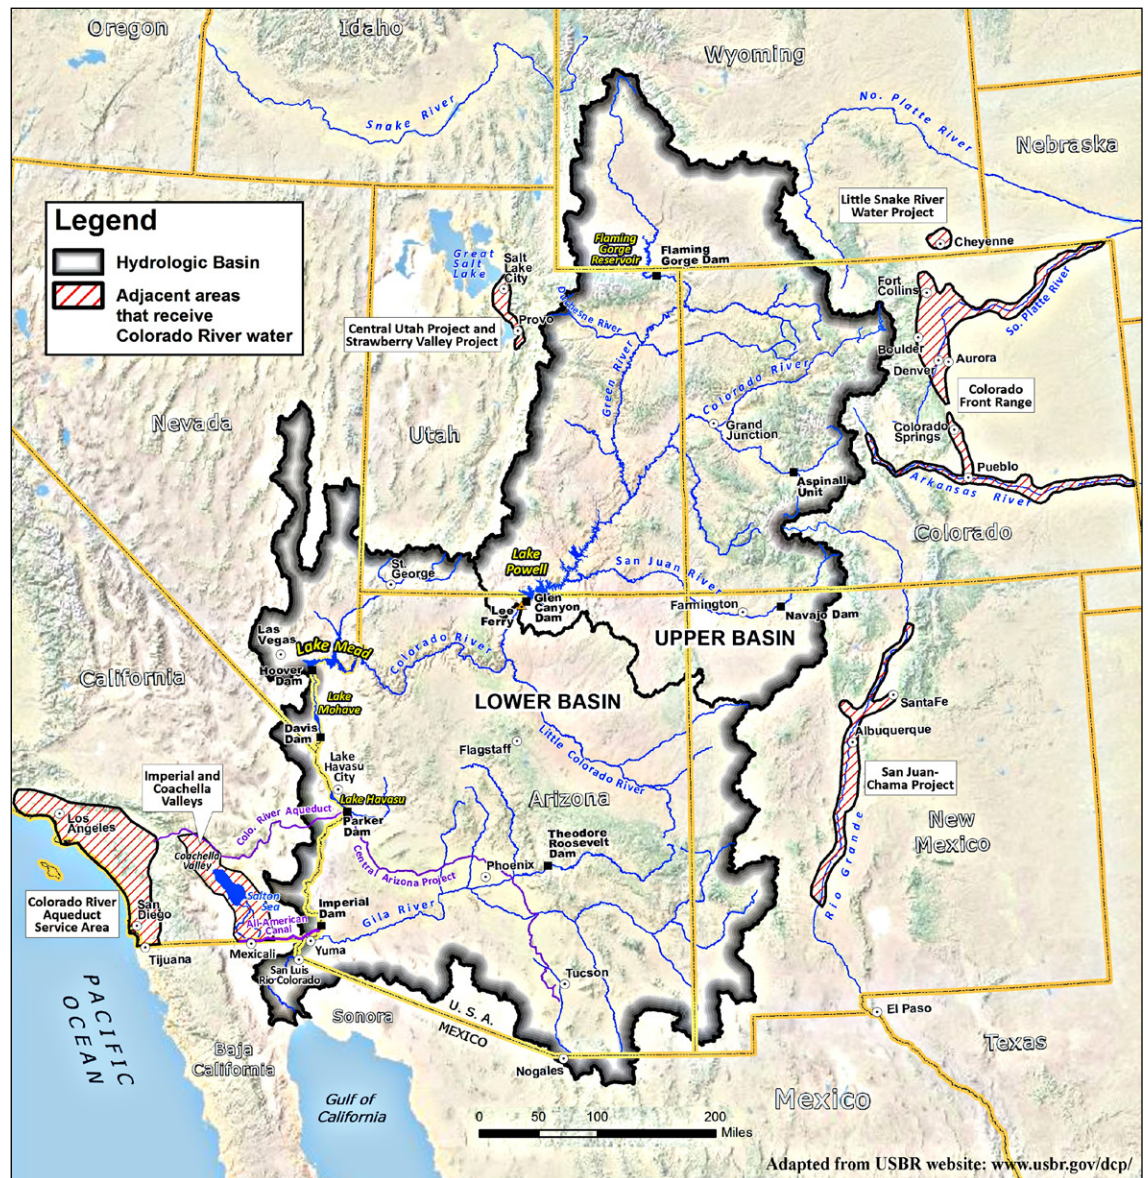 Oregon
Idaho
Wyoming
Nebraska
Snake River
No. Platte River
Legend
Hydrologic Basin
Adjacent areas
that receive
Colorado River water
Little Snake River
Water Project
Cheyenne
Great
Salt
Lake
Salt
Lake
City
Provo
Central Utah Project and
Strawberry Valley Project
Flaming
Gorge
Reservoir
Flaming
Gorge Dam
Duchesne River
Green River
Colorado River
Fort
Collins
So. Platte River
Boulder
Denver
Aurora
Colorado
Front Range
Colorado
Springs
Pueblo
Arkansas River
Colorado
Nevada
Utah
Grand
Junction
Aspinall
Unit
St
George
Lake
Powell
San Juan River
Lee
Ferry
Glen
Canyon
Dam
Farmington
Navajo Dam
UPPER BASIN
Las
Vegas
Lake Mead
Colorado River
Hoover
Dam
California
Lake
Mohave
LOWER BASIN
SantaFe
Albuquerque
Davis
Dam
Flagstaff
Little Colorado River
Lake
Havasu
City
San Juan-
Chama Project
Imperial and
Coachella
Valleys
Lake Havasu
Arizona
New
Mexico
Los
Angeles
Colo. River Aqueduct
Parker
Dam
Theodore
Roosevelt
Dam
Coachella
Valley
Central Arizona Project
Phoenix
Rio Grande
Colorado River
Aqueduct
Service Area
San
Diego
Salton
Sea
Imperial
Dam
Gila River
All-American
Canal
Tijuana
Mexicali
Yuma
San Luis
Rio Colorado
Tucson
PACIFIC
OCEAN
Sonora
U. S. A.
MEXICO
El Paso
Baja
California
Nogales
Texas
Gulf of
California
Mexico
0 50 100 200
Miles
Adapted from USBR website: www.usbr.gov/dcp/